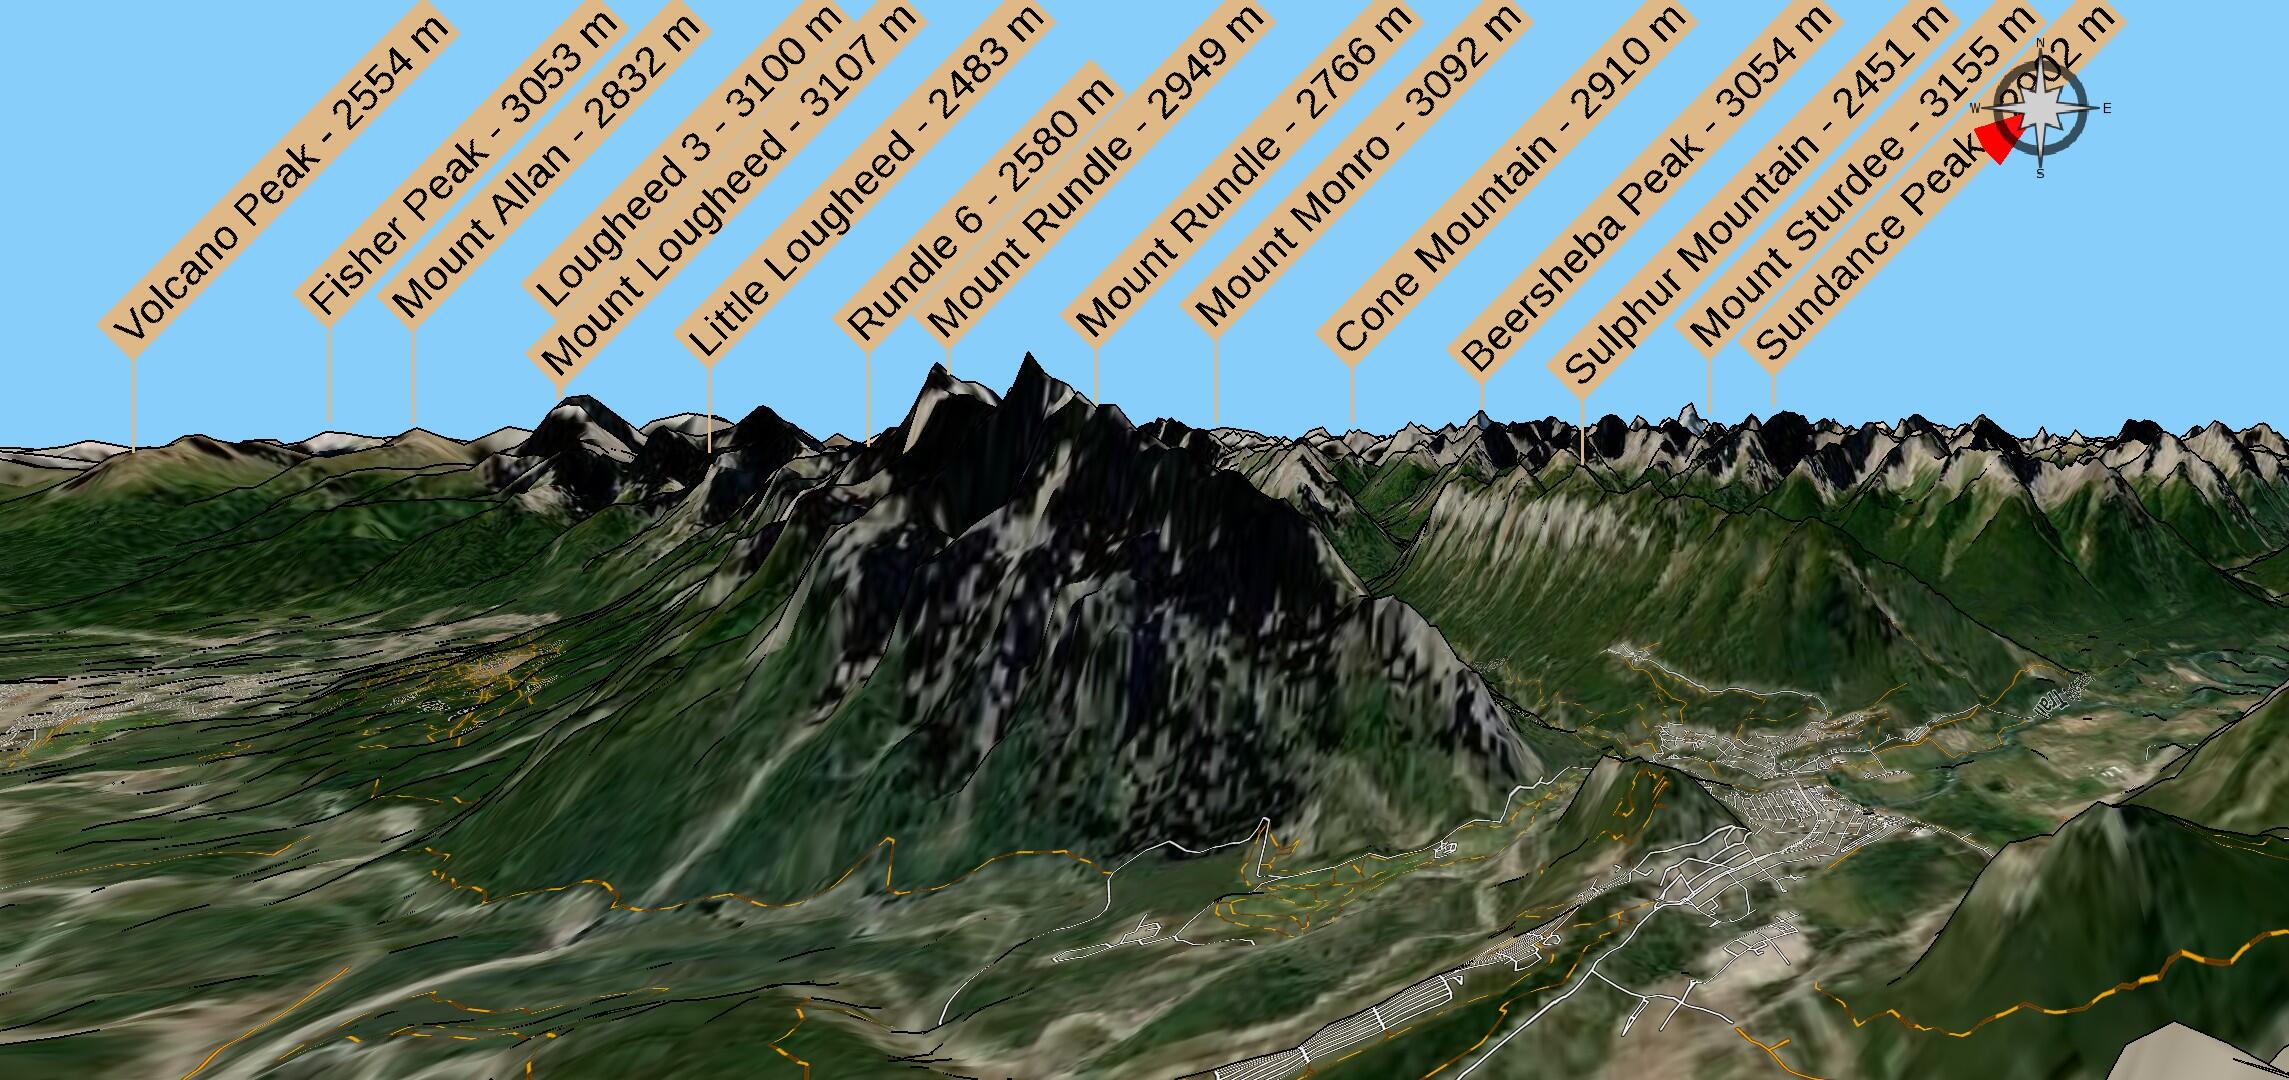 Volcano Peak - 2554 m
Fisher Peak - 3053 m
Mount Allan - 2832 m
Lougheed 3 - 3100 m
Mount Lougheed - 3107 m
Little Lougheed - 2483 m
Rundle 6 - 2580 m
Mount Rundle - 2949 m
Mount Rundle - 2766 m
Mount Monro - 3092 m
Cone Mountain - 2910 m
Beersheba Peak - 3054 m
Sulphur Mountain - 2451 m
Mount Sturdee - 3155 m
Sundance Peak
N
W
E
S
Trail